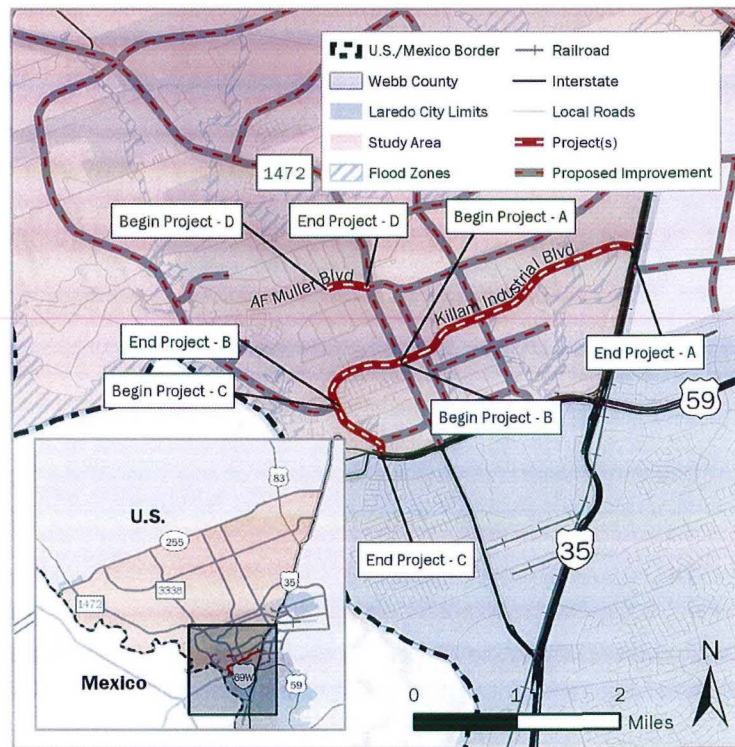 U.S./Mexico Border
Webb County
Laredo City Limits
Study Area
Flood Zones
Railroad
Interstate
Local Roads
Project(s)
Proposed Improvement
1472
Begin Project - D
End Project - D
Begin Project - A
AF Muller Blvd
Killam Industrial Blvd
End Project - B
Begin Project - C
End Project - A
Begin Project - B
59
End Project - C
35
83
U.S.
255
35
3338
1472
Mexico
69W
59
N
0 1 2
Miles